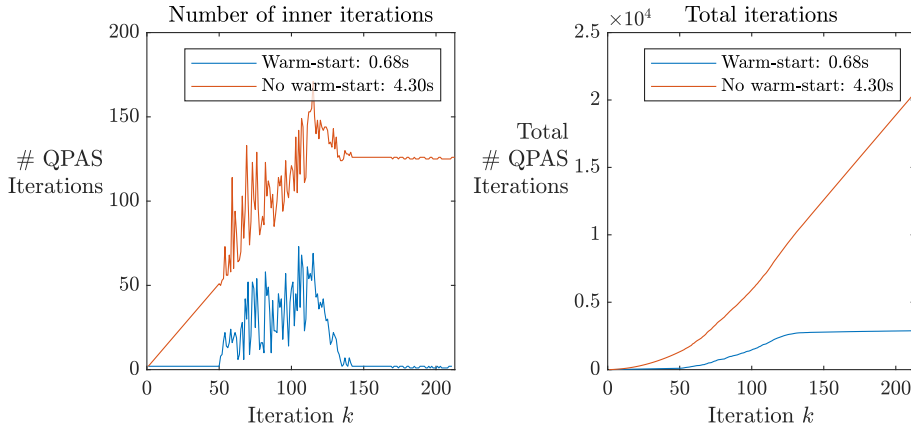 Number of inner iterations
200
150
100
50
0
# QPAS
Iterations
Warm-start: 0.68s
No warm-start: 4.30s
0
50
100
150
200
Iteration k
Total iterations
×10⁴
2.5
2
1.5
1
0.5
0
Total
# QPAS
Iterations
Warm-start: 0.68s
No warm-start: 4.30s
0
50
100
150
200
Iteration k